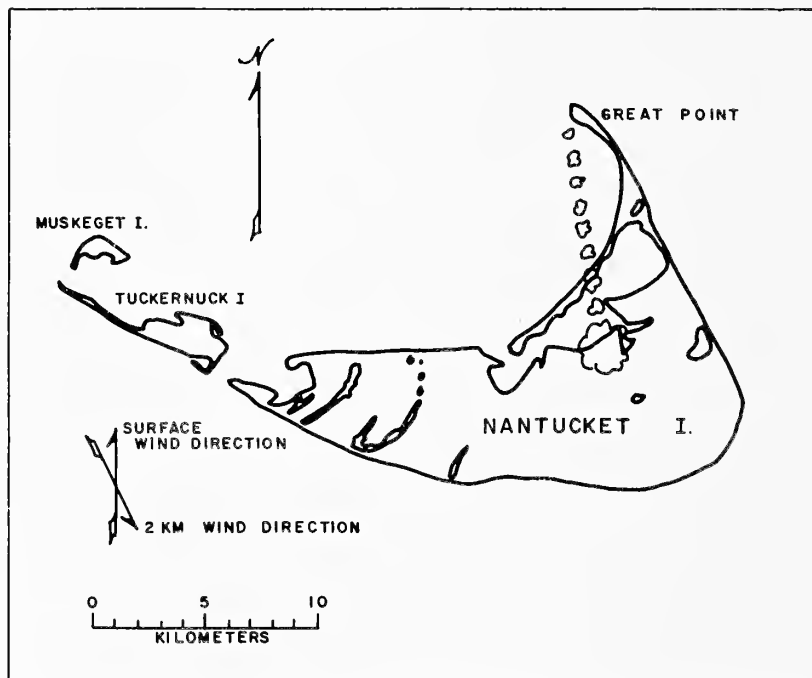 N
GREAT POINT
MUSKEGET I.
TUCKERNUCK I
NANTUCKET I.
SURFACE
WIND DIRECTION
2 KM WIND DIRECTION
0 5 10
KILOMETERS